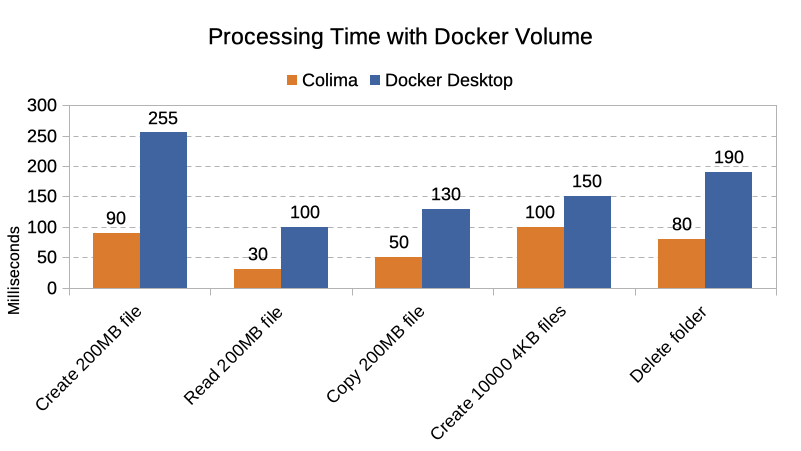 Processing Time with Docker Volume
Colima Docker Desktop
300
250
200
150
100
50
0
Milliseconds
90
255
30
100
50
130
100
150
80
190
Create 200MB file
Read 200MB file
Copy 200MB file
Create 10000 4KB files
Delete folder